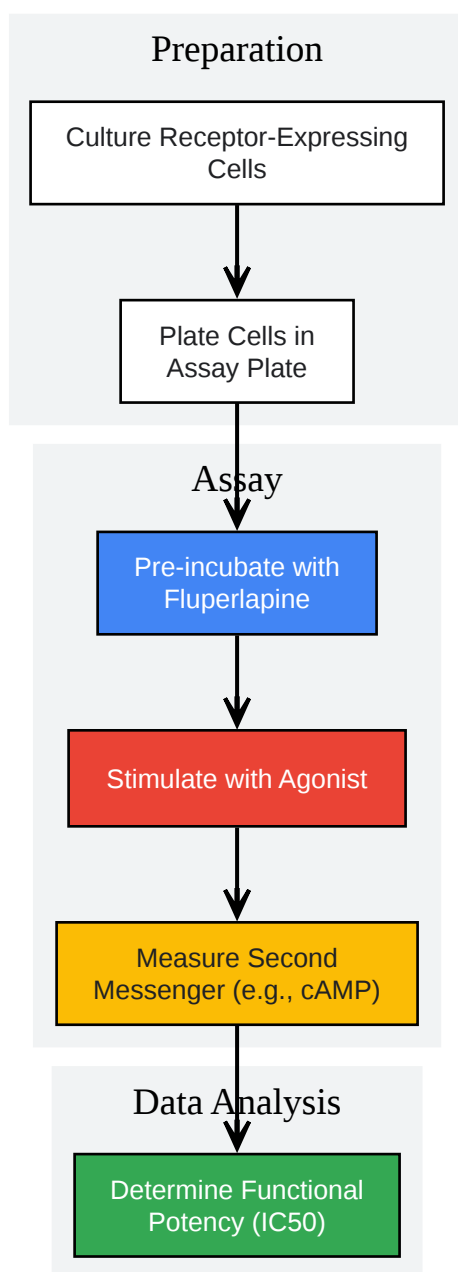 Preparation
Culture Receptor-Expressing
Cells
Plate Cells in
Assay Plate
Assay
Pre-incubate with
Fluperlapine
Stimulate with Agonist
Measure Second
Messenger (e.g., cAMP)
Data Analysis
Determine Functional
Potency (IC50)